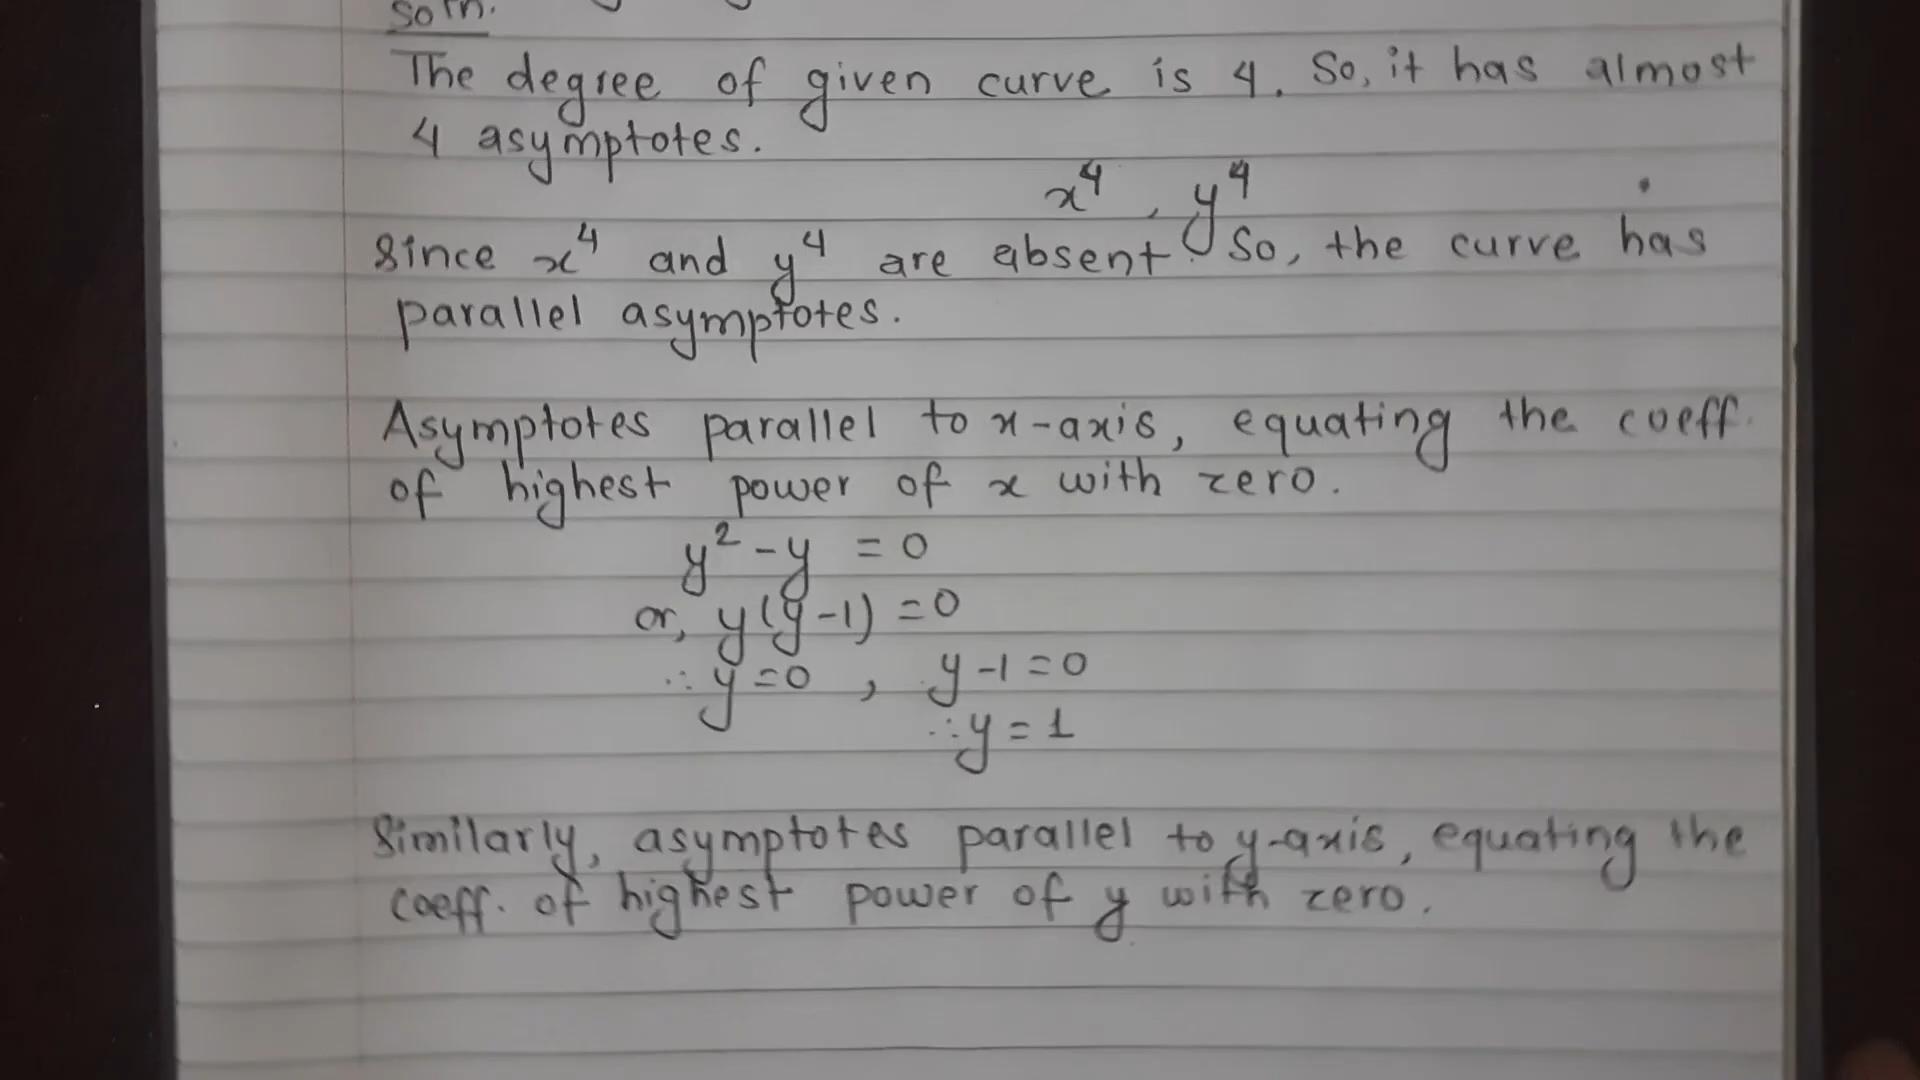 Soln.
The degree of given curve is 4. So, it has almost
4 asymptotes.
x⁴, y⁴
Since x⁴ and y⁴ are absent. So, the curve has
parallel asymptotes.
Asymptotes parallel to x-axis, equating the coeff.
of highest power of x with zero.
y² - y = 0
or, y(y-1) = 0
∴ y = 0 , y - 1 = 0
∴ y = 1
Similarly, asymptotes parallel to y-axis, equating the
coeff. of highest power of y with zero.